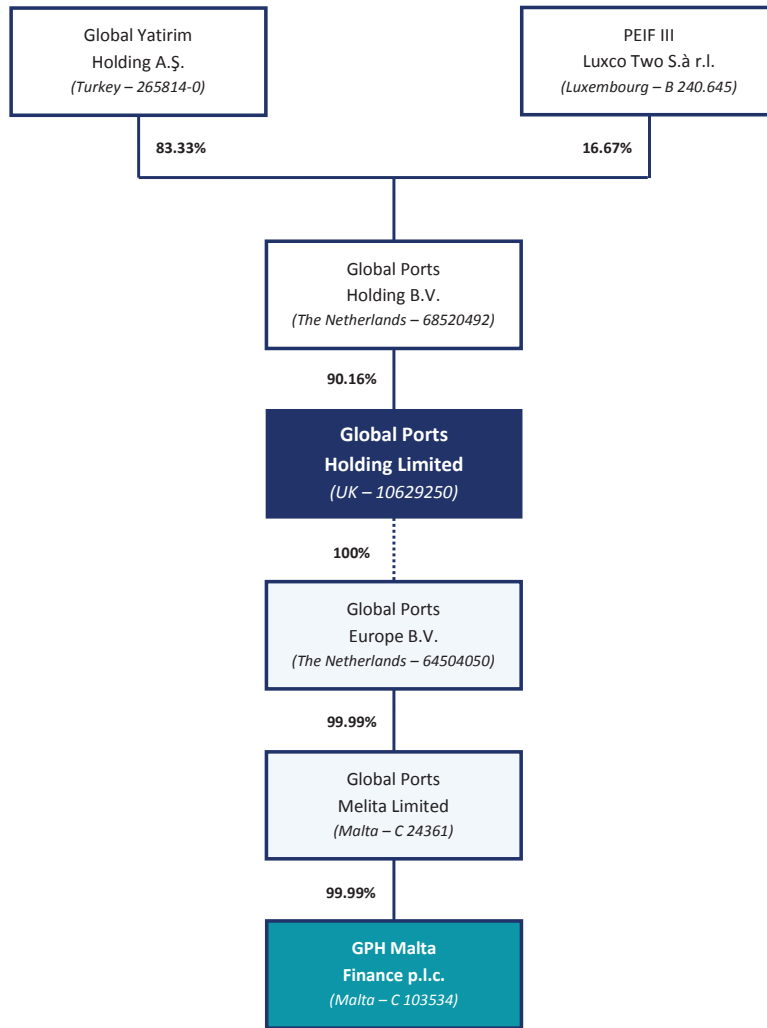 Global Yatirim
Holding A.Ş.
(Turkey – 265814-0)
PEIF III
Luxco Two S.à r.l.
(Luxembourg – B 240.645)
83.33%
16.67%
Global Ports
Holding B.V.
(The Netherlands – 68520492)
90.16%
Global Ports
Holding Limited
(UK – 10629250)
100%
Global Ports
Europe B.V.
(The Netherlands – 64504050)
99.99%
Global Ports
Melita Limited
(Malta – C 24361)
99.99%
GPH Malta
Finance p.l.c.
(Malta – C 103534)